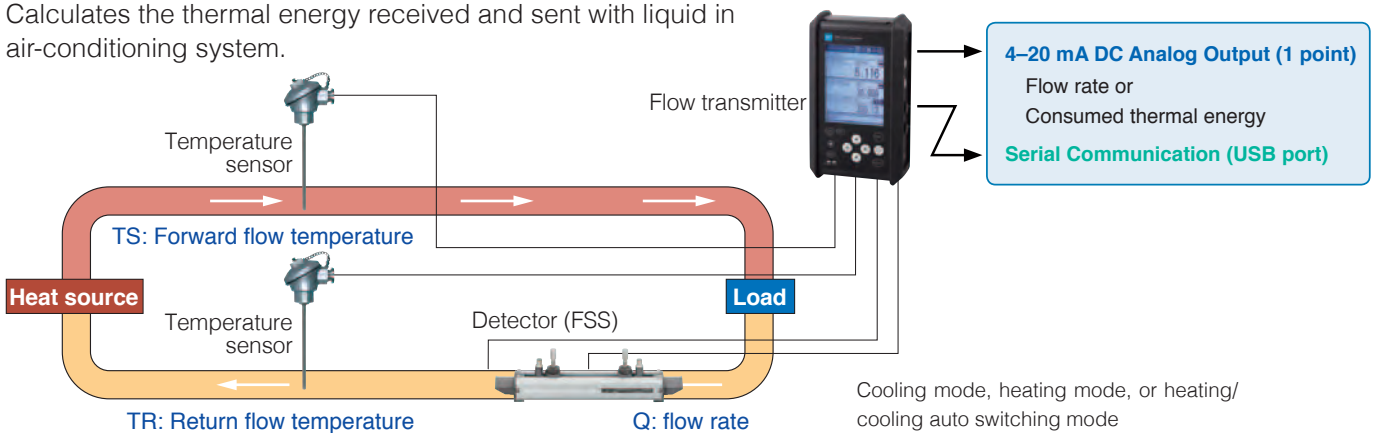 Calculates the thermal energy received and sent with liquid in
air-conditioning system.
Flow transmitter
4–20 mA DC Analog Output (1 point)
Flow rate or
Consumed thermal energy
Serial Communication (USB port)
Temperature
sensor
TS: Forward flow temperature
Heat source
Load
Temperature
sensor
Detector (FSS)
TR: Return flow temperature
Q: flow rate
Cooling mode, heating mode, or heating/
cooling auto switching mode